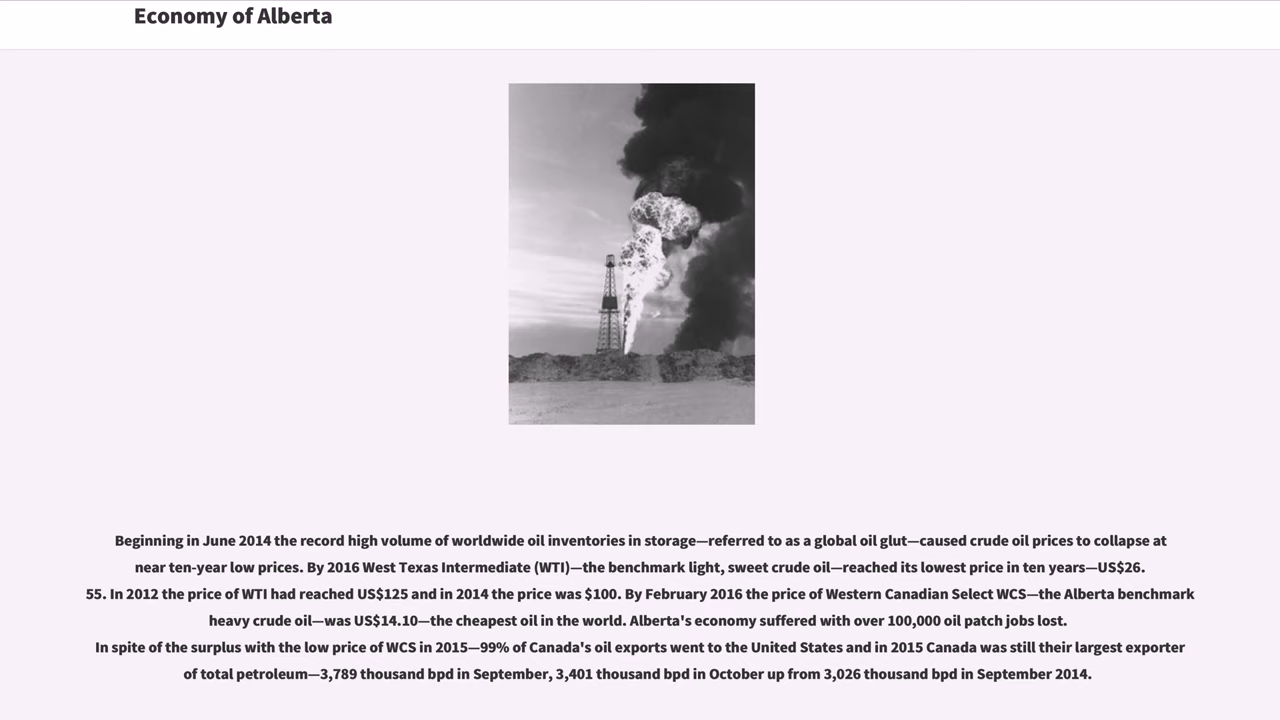 Economy of Alberta
Beginning in June 2014 the record high volume of worldwide oil inventories in storage—referred to as a global oil glut—caused crude oil prices to collapse at
near ten-year low prices. By 2016 West Texas Intermediate (WTI)—the benchmark light, sweet crude oil—reached its lowest price in ten years—US$26.
55. In 2012 the price of WTI had reached US$125 and in 2014 the price was $100. By February 2016 the price of Western Canadian Select WCS—the Alberta benchmark
heavy crude oil—was US$14.10—the cheapest oil in the world. Alberta's economy suffered with over 100,000 oil patch jobs lost.
In spite of the surplus with the low price of WCS in 2015—99% of Canada's oil exports went to the United States and in 2015 Canada was still their largest exporter
of total petroleum—3,789 thousand bpd in September, 3,401 thousand bpd in October up from 3,026 thousand bpd in September 2014.